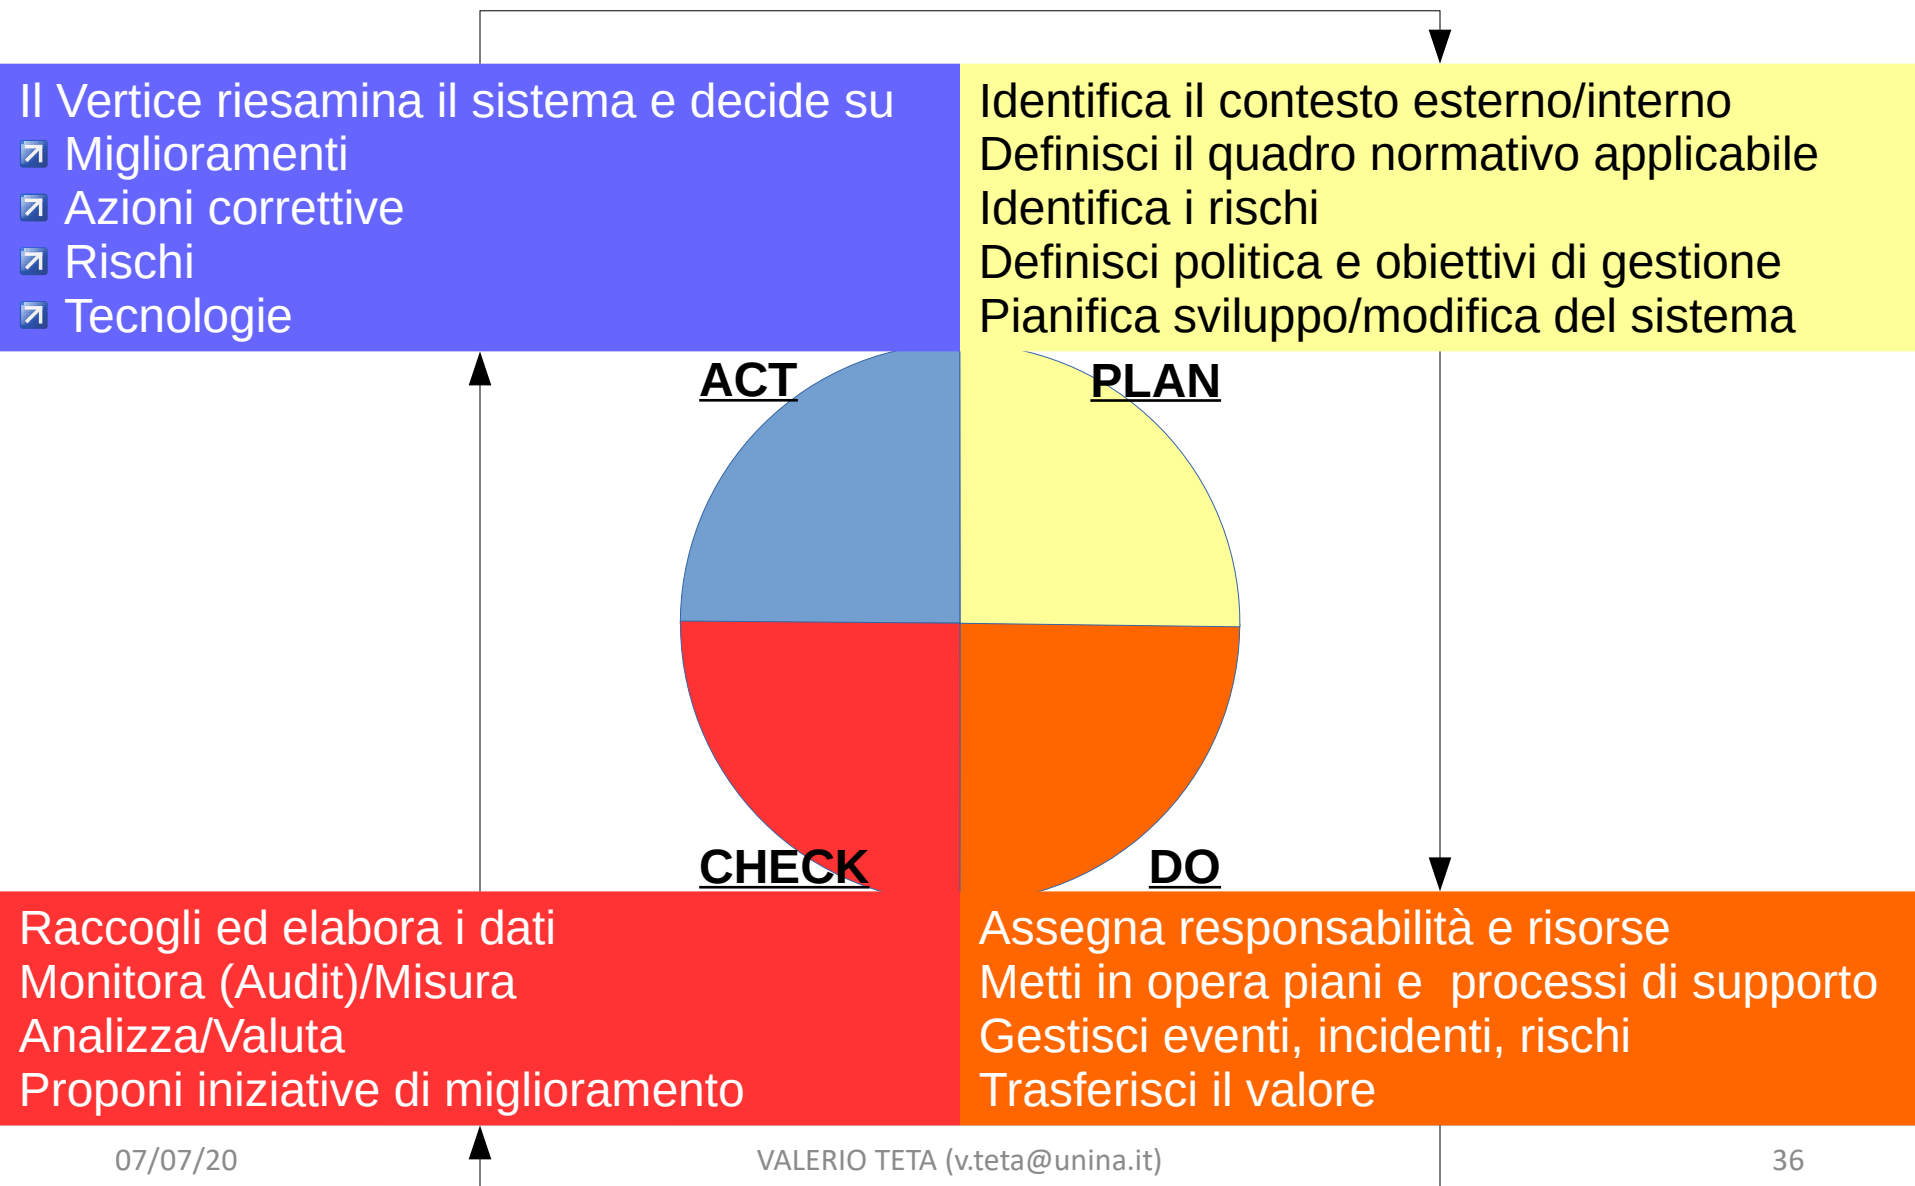 Il Vertice riesamina il sistema e decide su
Miglioramenti
Azioni correttive
Rischi
Tecnologie
Identifica il contesto esterno/interno
Definisci il quadro normativo applicabile
Identifica i rischi
Definisci politica e obiettivi di gestione
Pianifica sviluppo/modifica del sistema
ACT
PLAN
CHECK
DO
Raccogli ed elabora i dati
Monitora (Audit)/Misura
Analizza/Valuta
Proponi iniziative di miglioramento
Assegna responsabilità e risorse
Metti in opera piani e  processi di supporto
Gestisci eventi, incidenti, rischi
Trasferisci il valore
07/07/20
VALERIO TETA (v.teta@unina.it)
36